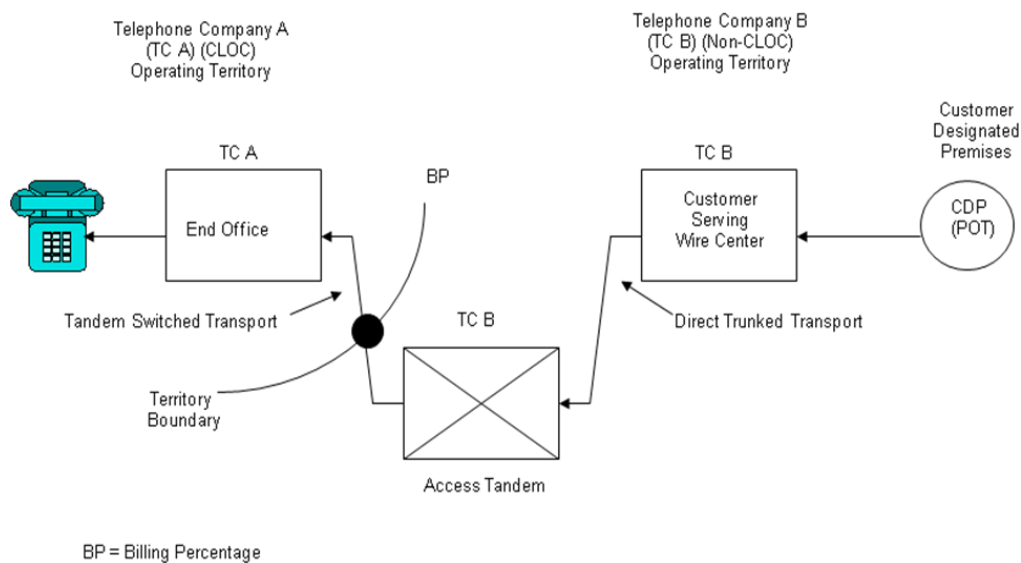 Telephone Company A
(TC A) (CLOC)
Operating Territory
Telephone Company B
(TC B) (Non-CLOC)
Operating Territory
Customer
Designated
Premises
TC A
BP
TC B
End Office
Customer
Serving
Wire Center
CDP
(POT)
Tandem Switched Transport
TC B
Direct Trunked Transport
Territory
Boundary
Access Tandem
BP = Billing Percentage